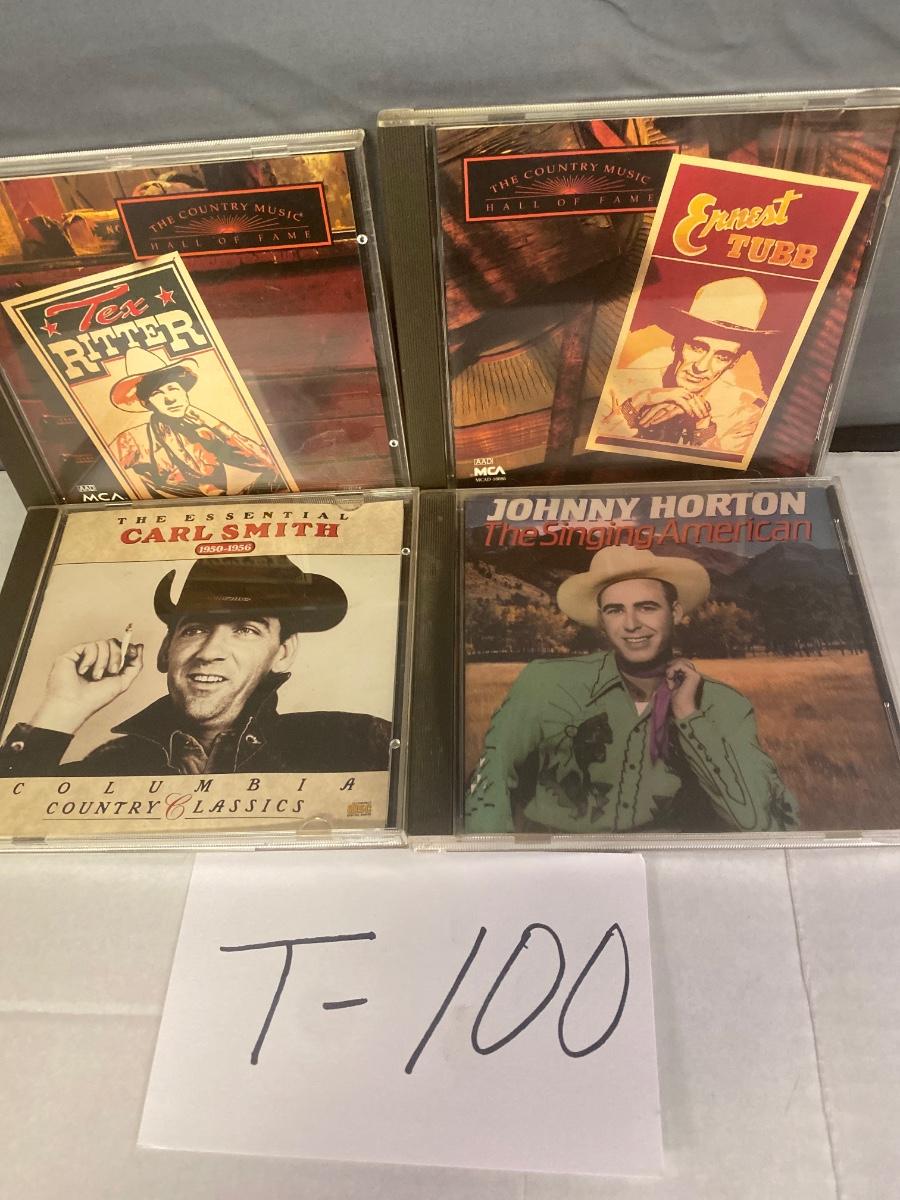 THE COUNTRY MUSIC
HALL OF FAME
Tex
RITTER
AAD
MCA
THE COUNTRY MUSIC
HALL OF FAME
Ernest
TUBB
AAD
MCA
THE ESSENTIAL
CARL SMITH
1950-1956
COLUMBIA
COUNTRY CLASSICS
JOHNNY HORTON
The Singing American
T-100